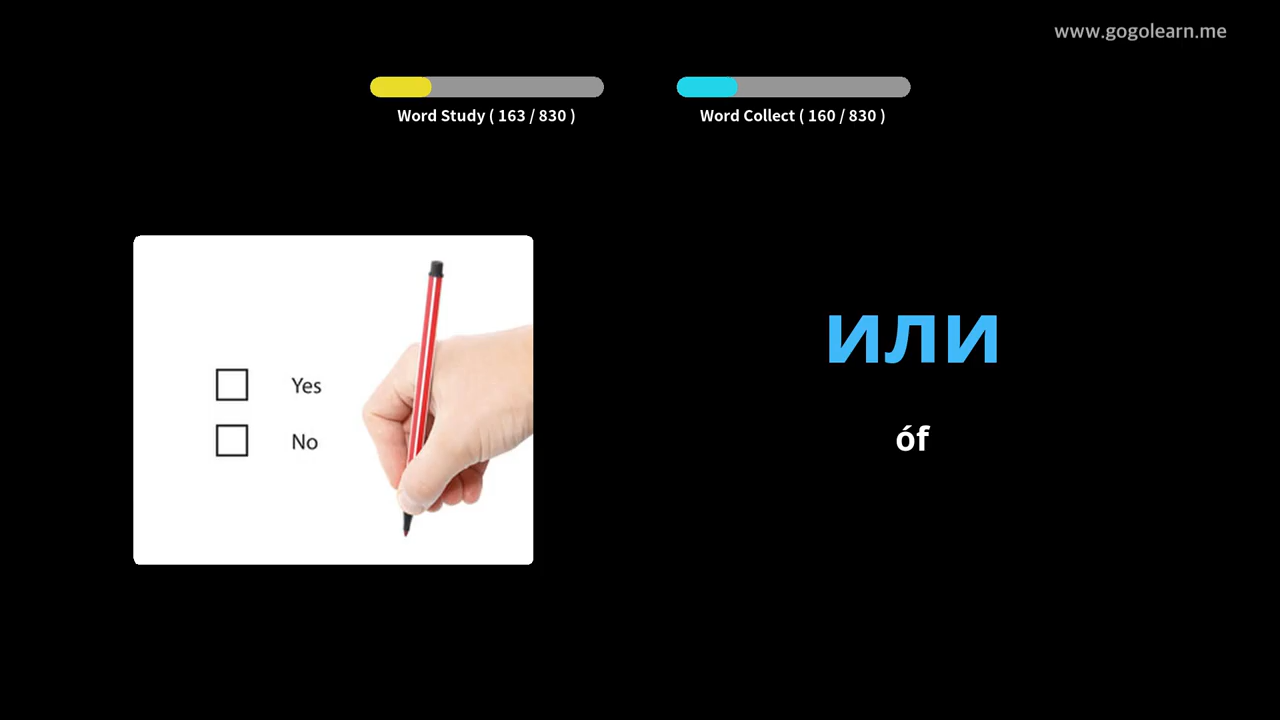 www.gogolearn.me
Word Study ( 163 / 830 )
Word Collect ( 160 / 830 )
Yes
No
или
óf